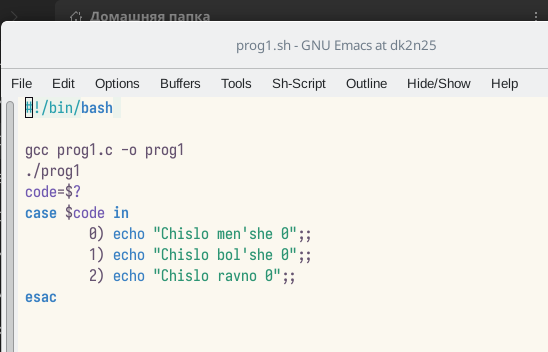 Домашняя папка
prog1.sh - GNU Emacs at dk2n25
File Edit Options Buffers Tools Sh-Script Outline Hide/Show Help
#!/bin/bash
gcc prog1.c -o prog1
./prog1
code=$?
case $code in
0) echo "Chislo men'she 0";;
1) echo "Chislo bol'she 0";;
2) echo "Chislo ravno 0";;
esac